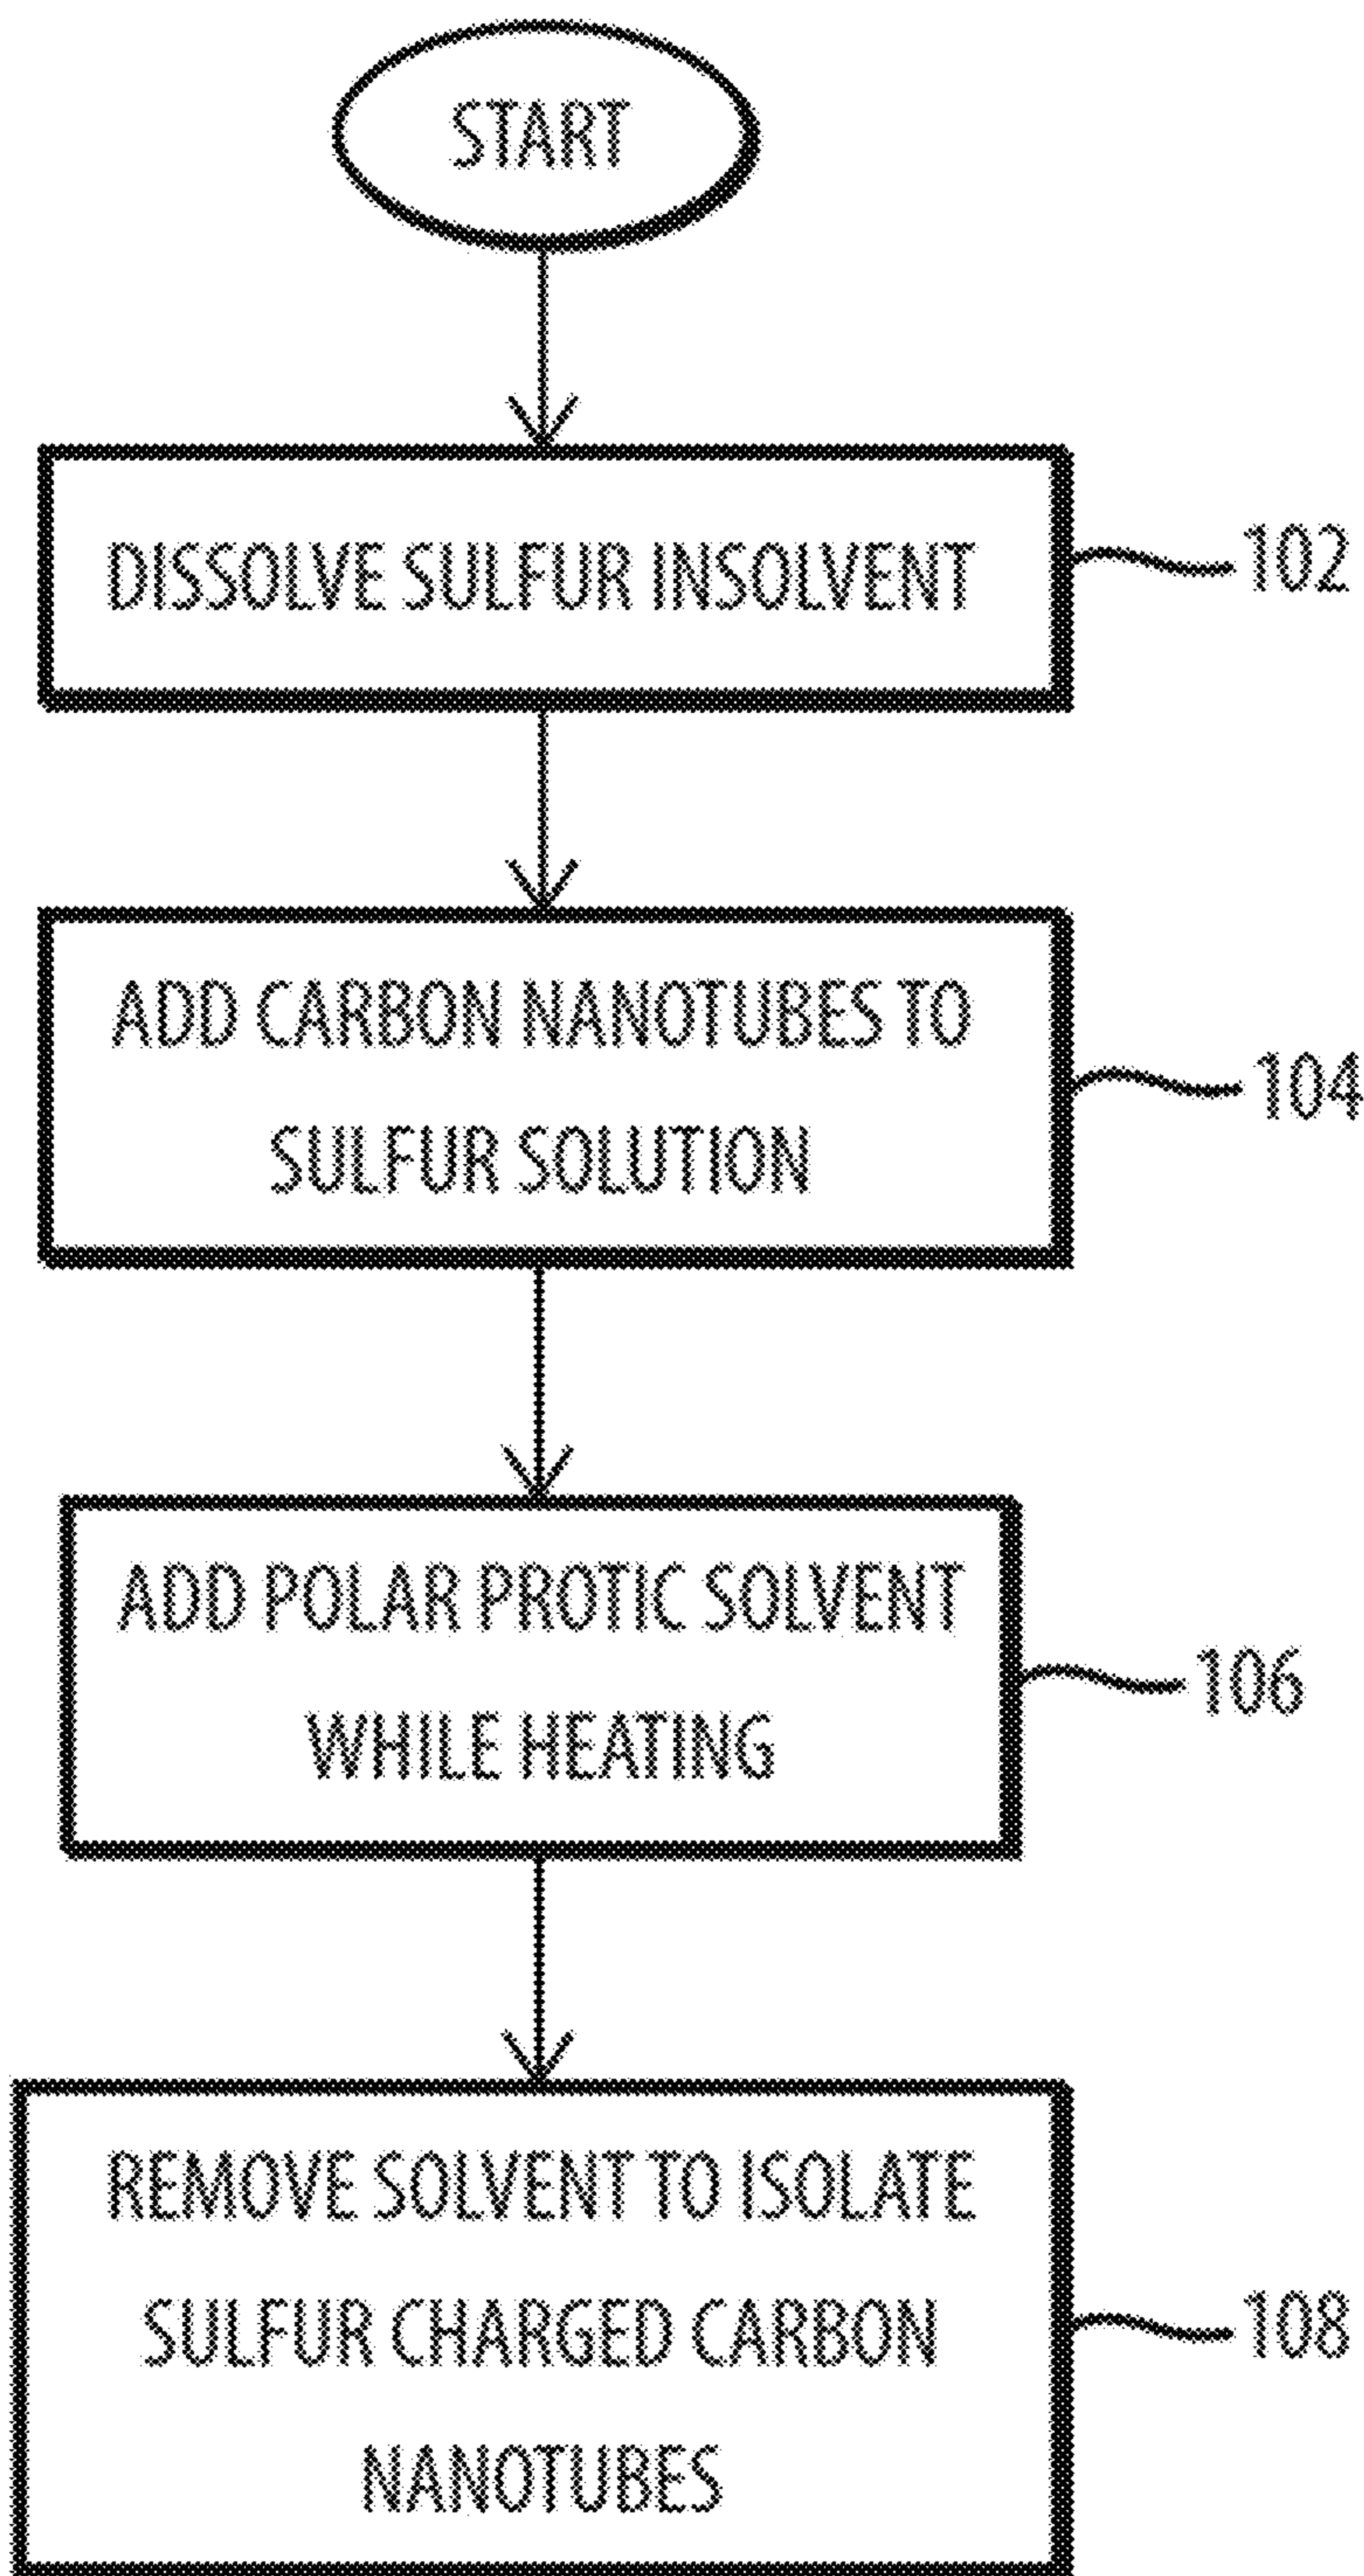 START
DISSOLVE SULFUR INSOLVENT
102
ADD CARBON NANOTUBES TO
SULFUR SOLUTION
104
ADD POLAR PROTIC SOLVENT
WHILE HEATING
106
REMOVE SOLVENT TO ISOLATE
SULFUR CHARGED CARBON
NANOTUBES
108